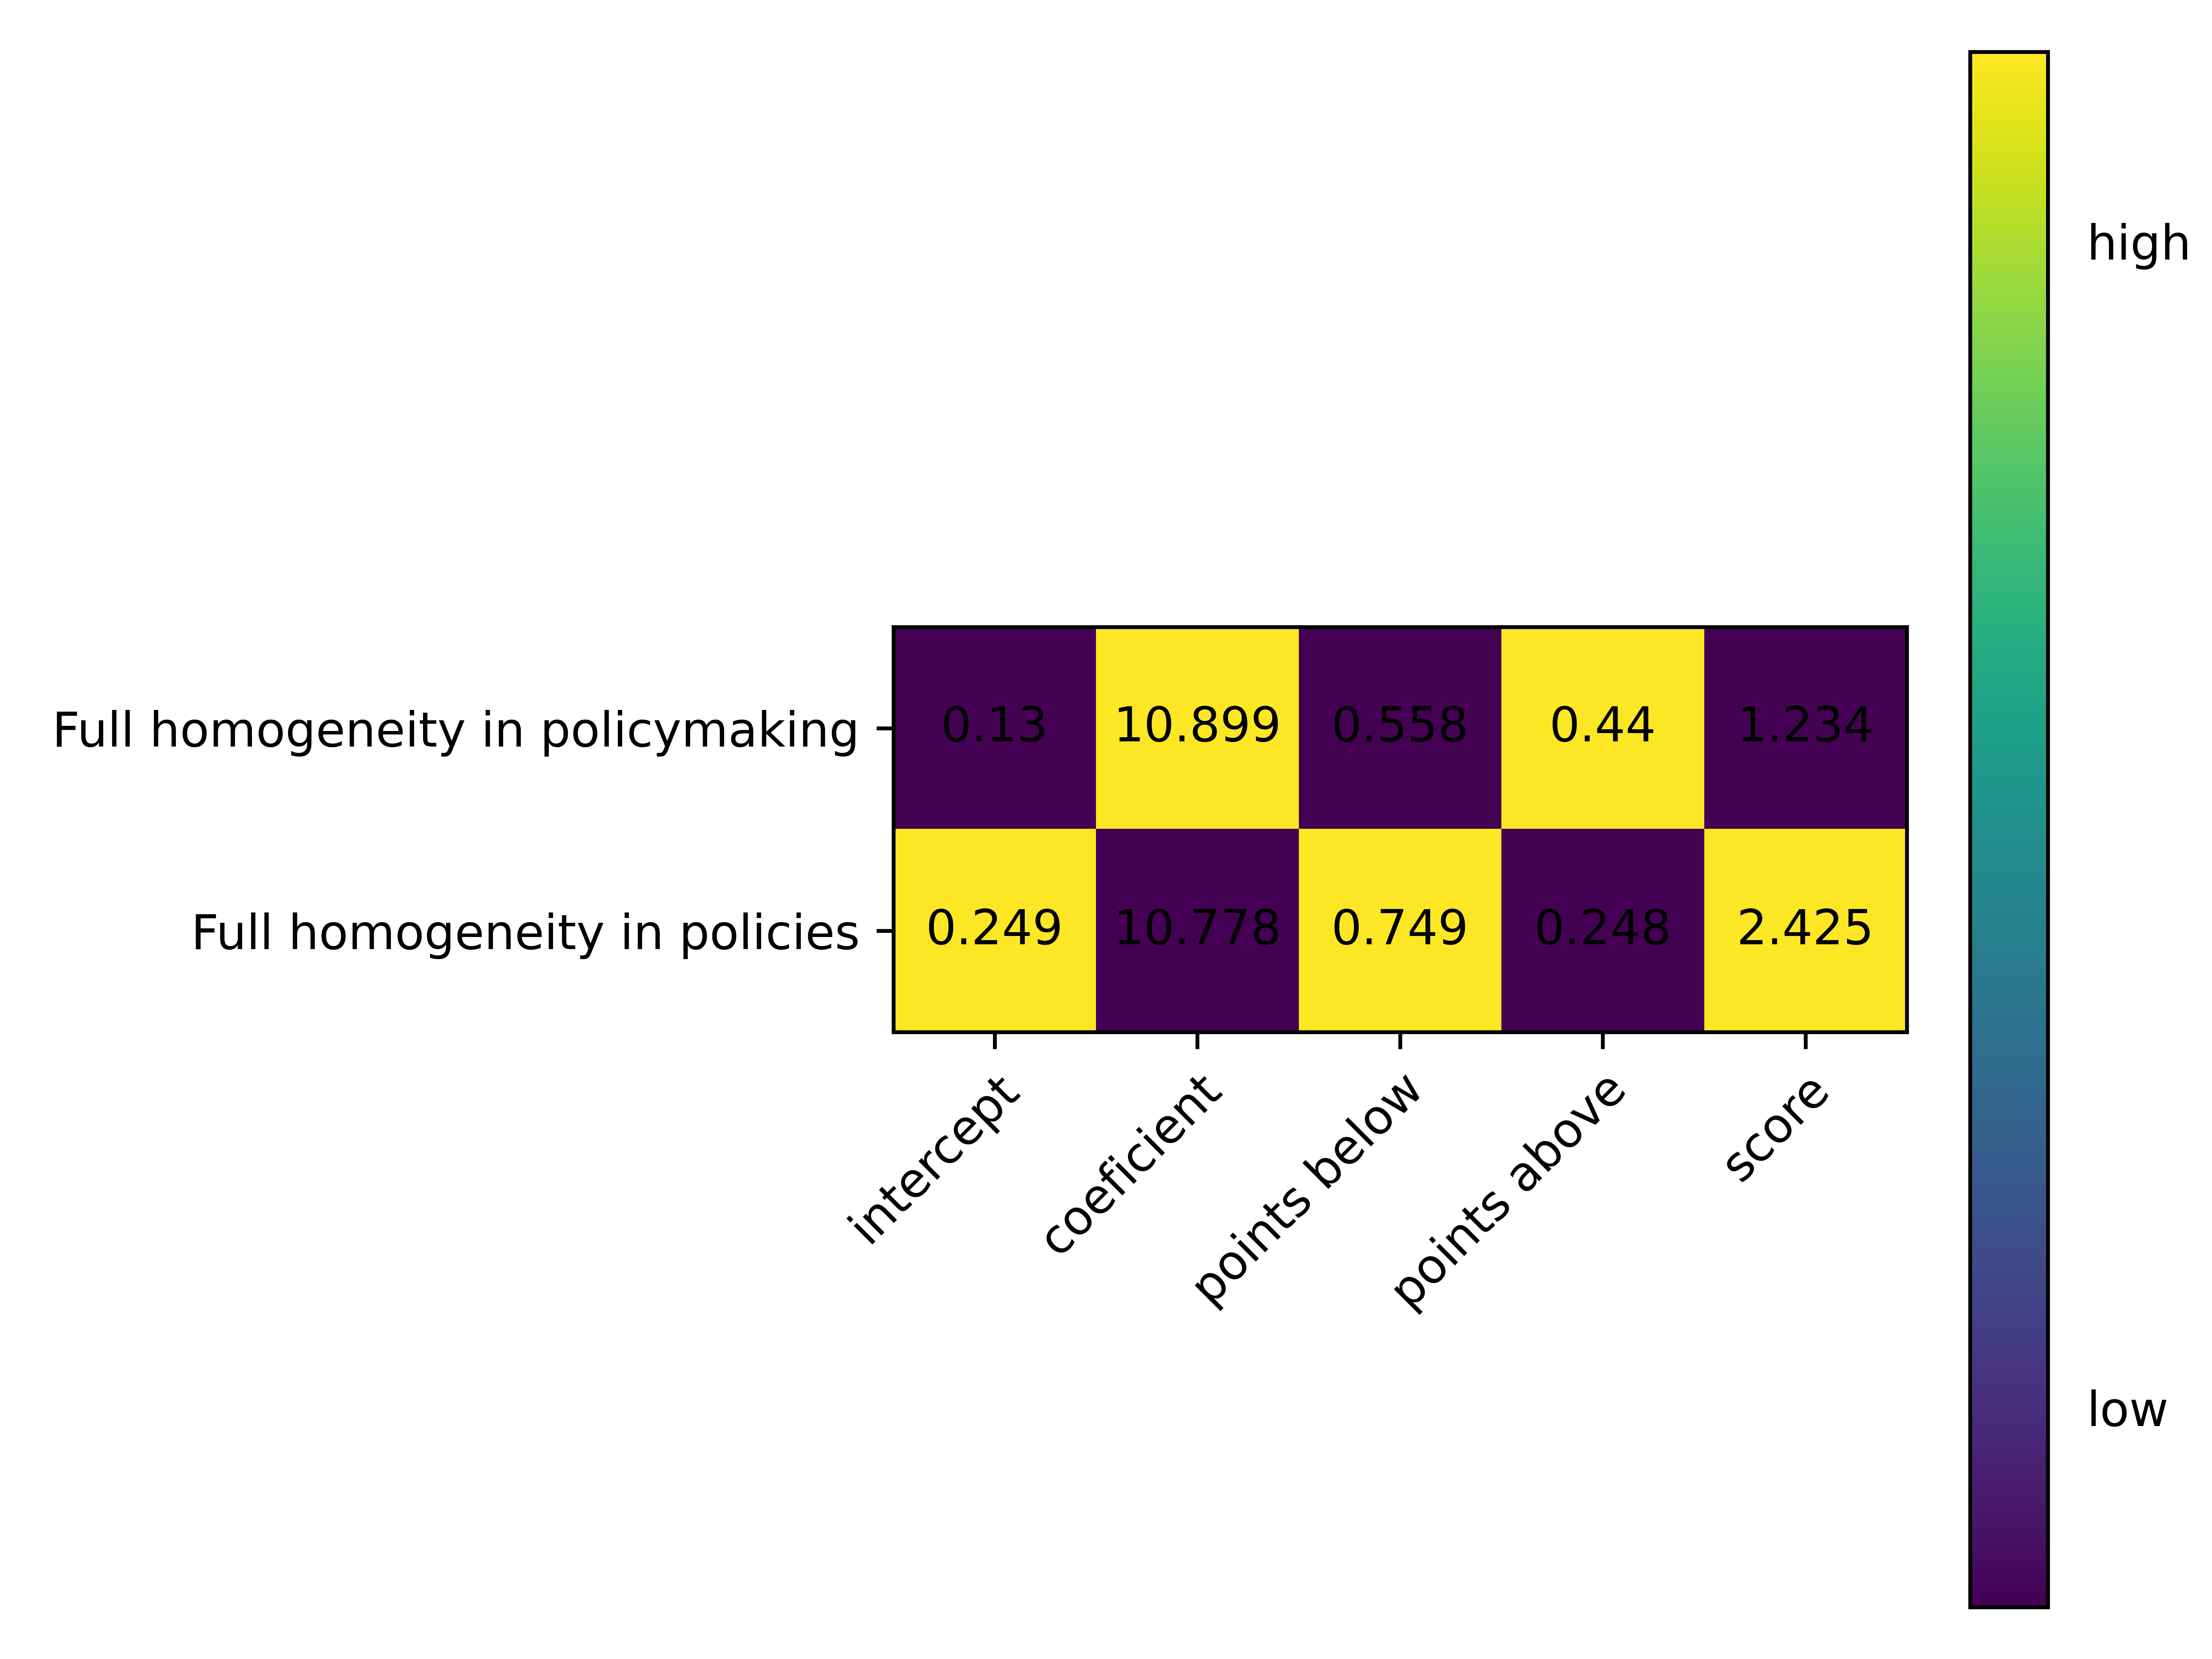 high
Full homogeneity in policymaking 0.13 10.899 0.558 0.44 1.234
Full homogeneity in policies 0.249 10.778 0.749 0.248 2.425
intercept
coeficient
points below
points above
score
low